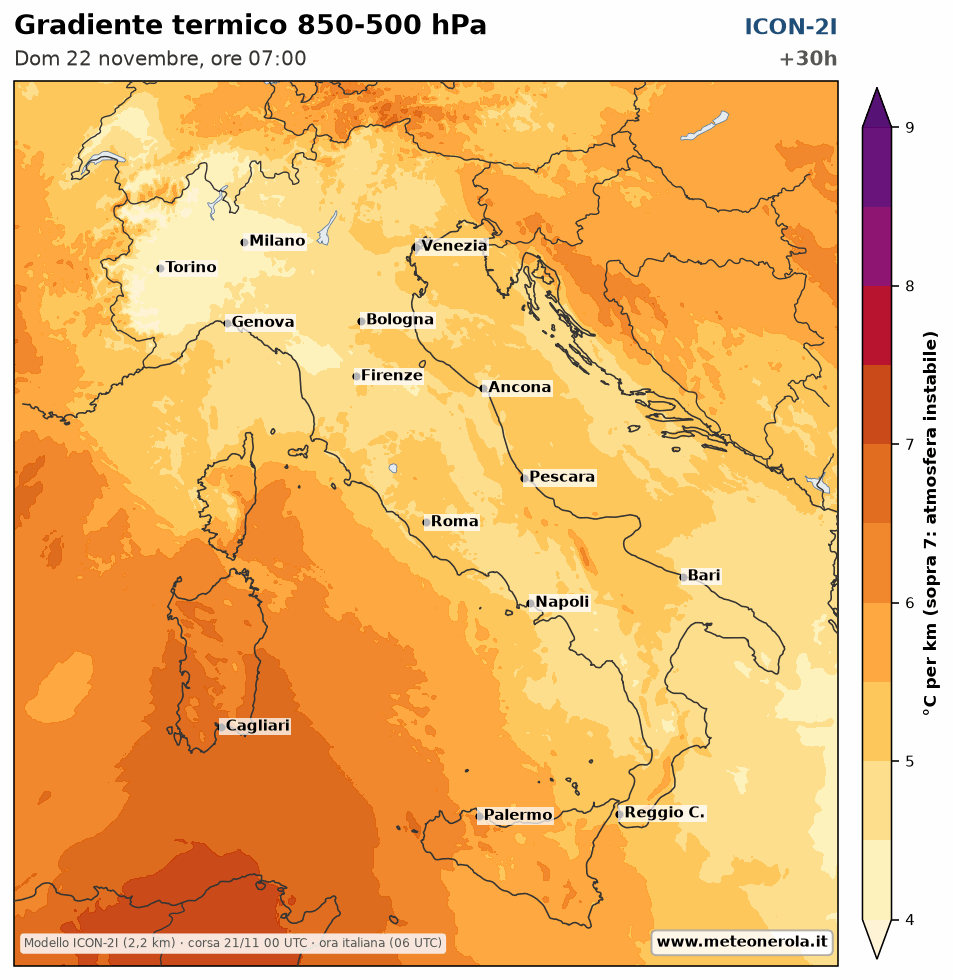 Gradiente termico 850-500 hPa
ICON-2I
Dom 22 novembre, ore 07:00
+30h
Milano
Venezia
Torino
Genova
Bologna
Firenze
Ancona
Pescara
Roma
Bari
Napoli
Cagliari
Palermo
Reggio C.
9
8
7
6
5
4
°C per km (sopra 7: atmosfera instabile)
Modello ICON-2I (2,2 km) · corsa 21/11 00 UTC · ora italiana (06 UTC)
www.meteonerola.it